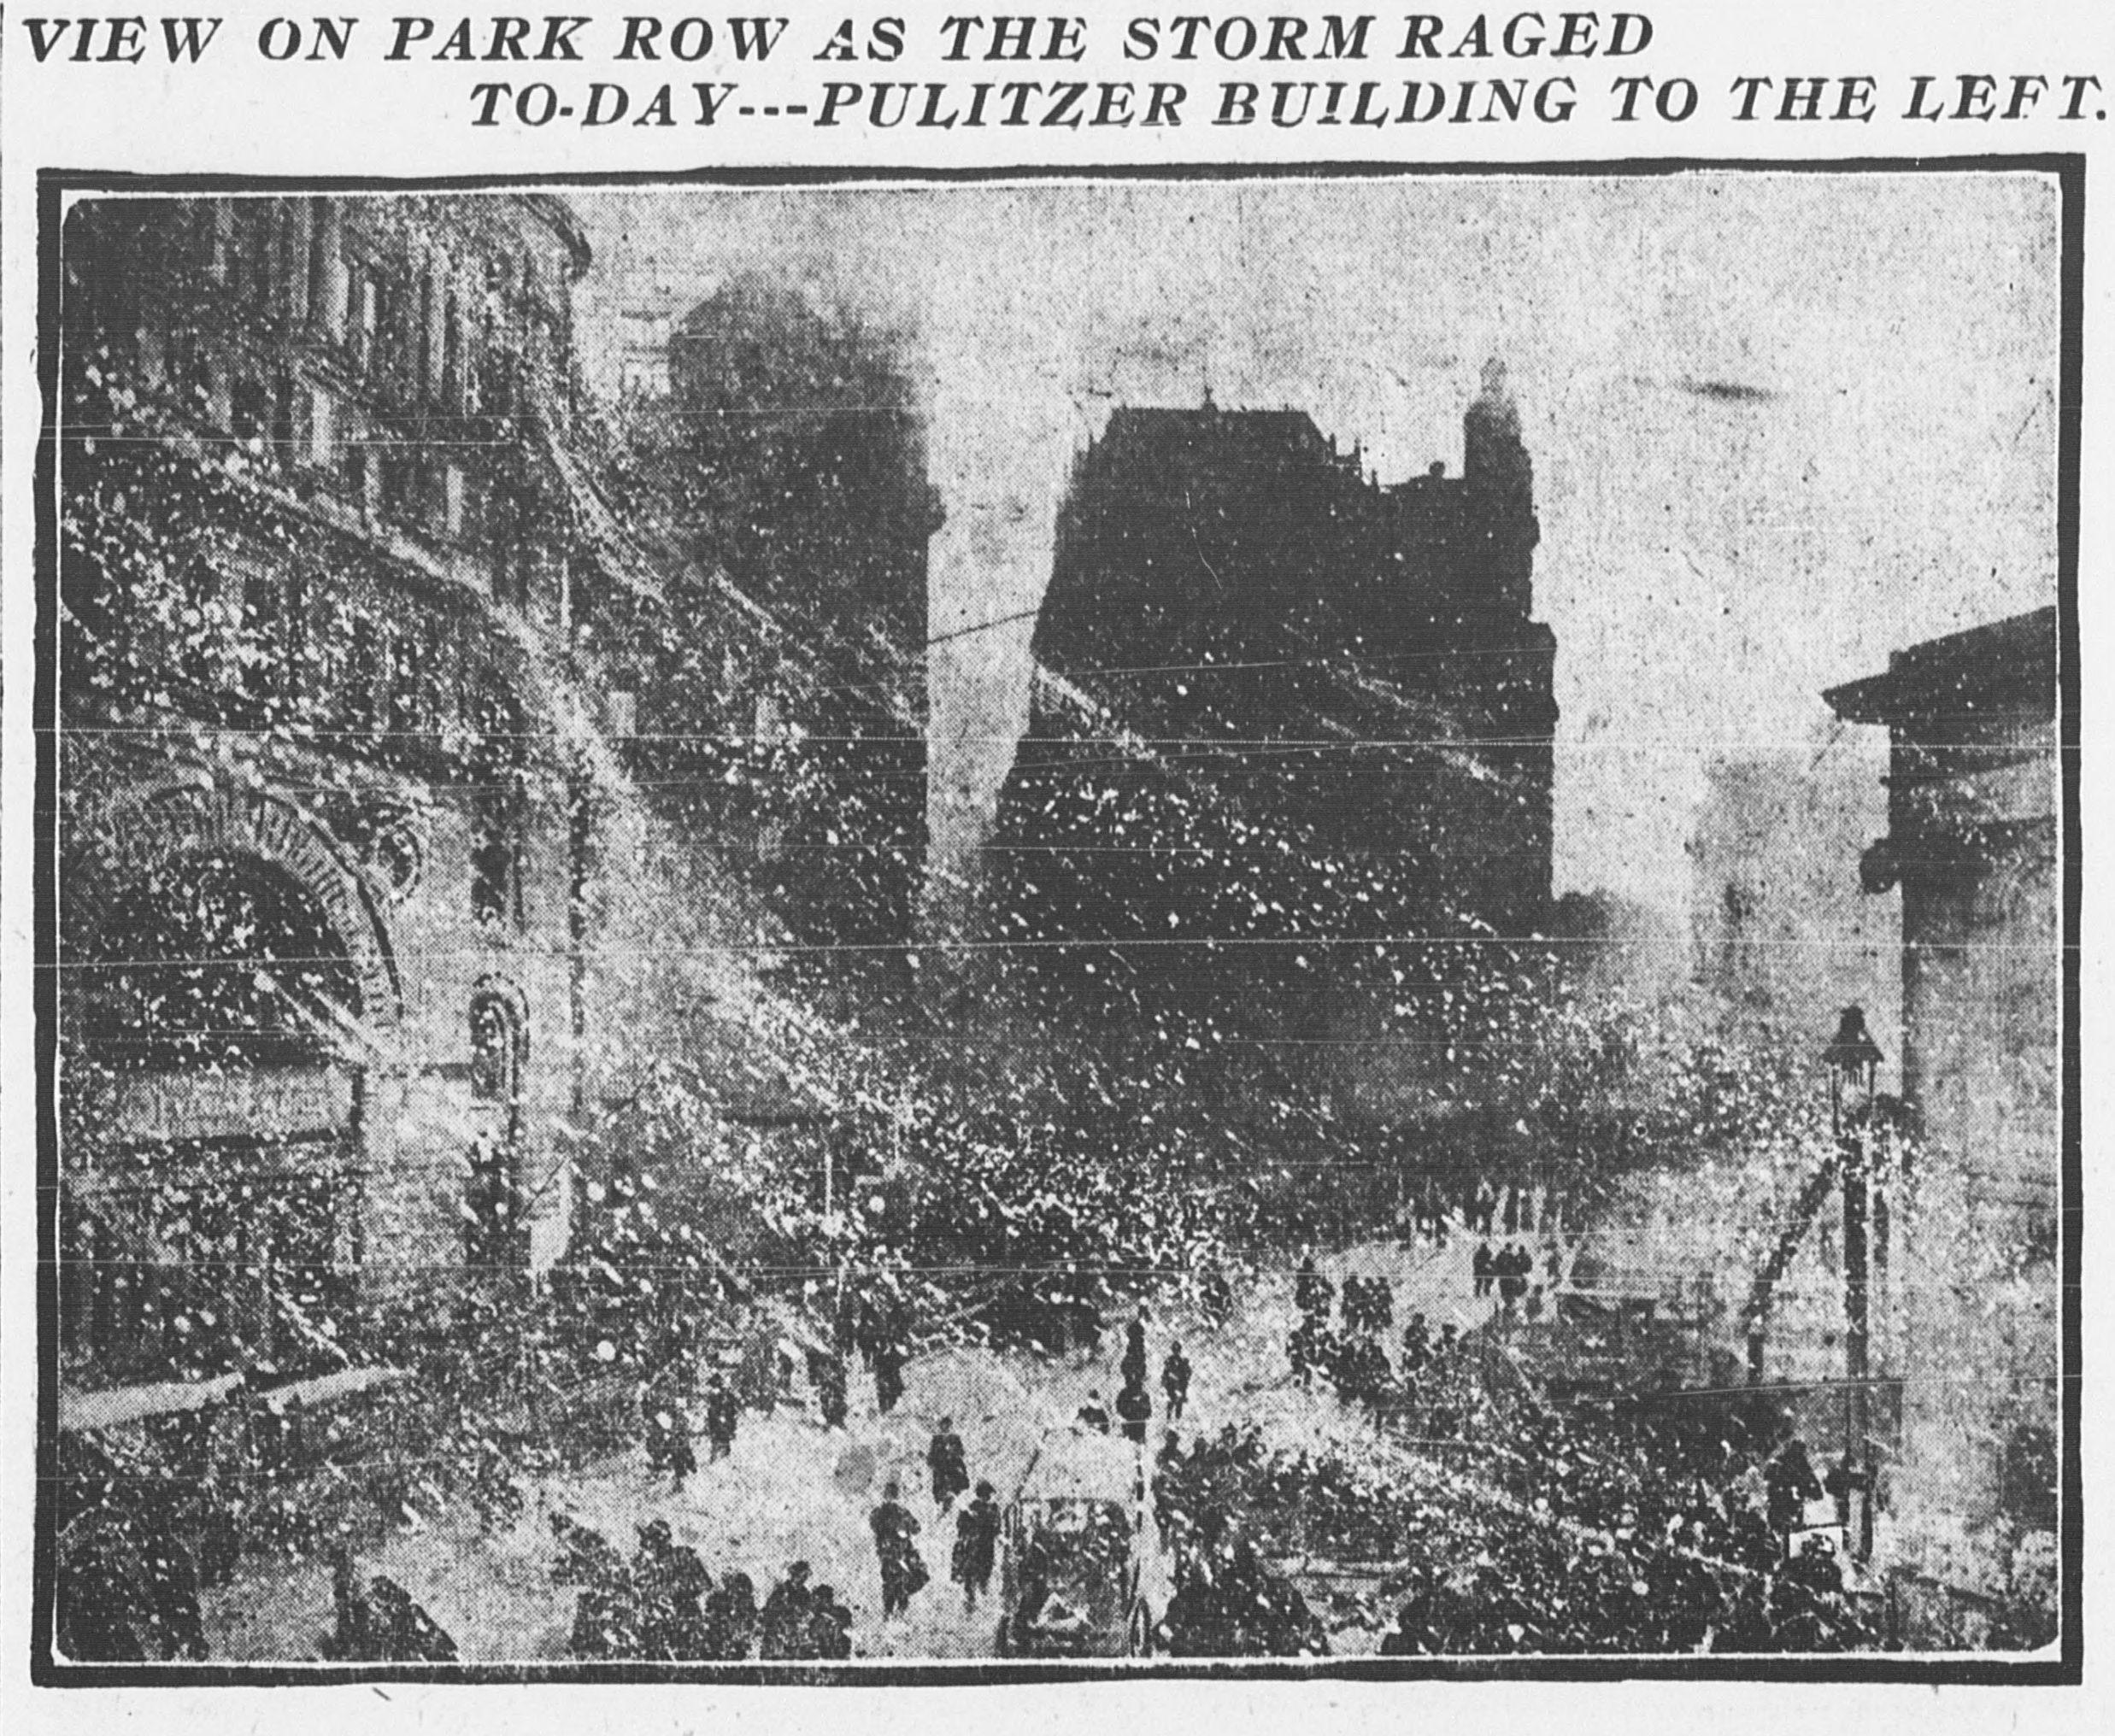 VIEW ON PARK ROW AS THE STORM RAGED
TO-DAY---PULITZER BUILDING TO THE LEFT.